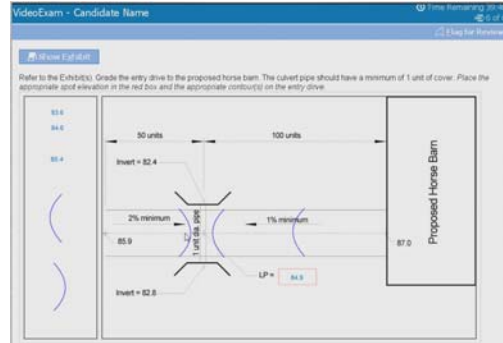 VideoExam - Candidate Name
Time Remaining
Flag for Review
Show Exhibit
Refer to the Exhibit(s). Grade the entry drive to the proposed horse barn. The culvert pipe should have a minimum of 1 unit of cover. Place the
appropriate spot elevation in the red box and the appropriate contour(s) on the entry drive.
83.6
84.6
85.4
50 units
100 units
Invert = 82.4
2% minimum
1 unit dia. pipe
1% minimum
85.9
87.0
Proposed Horse Barn
LP =
Invert = 82.8